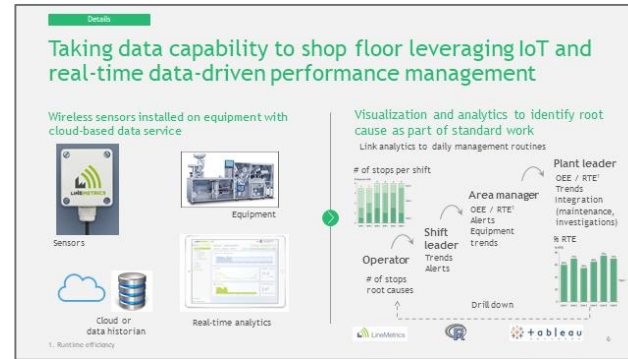 Details
Taking data capability to shop floor leveraging IoT and
real-time data-driven performance management
Wireless sensors installed on equipment with
cloud-based data service
LINEMETRICS
Sensors
Equipment
Cloud or
data historian
Real-time analytics
Visualization and analytics to identify root
cause as part of standard work
Link analytics to daily management routines
# of stops per shift
Operator
# of stops
root causes
Shift
leader
Trends
Alerts
Area manager
OEE / RTE¹
Alerts
Equipment
trends
Plant leader
OEE / RTE¹
Trends
integration
(maintenance,
investigations)
% RTE
Drill down
LineMetrics
R
tableau
1. Runtime efficiency
6